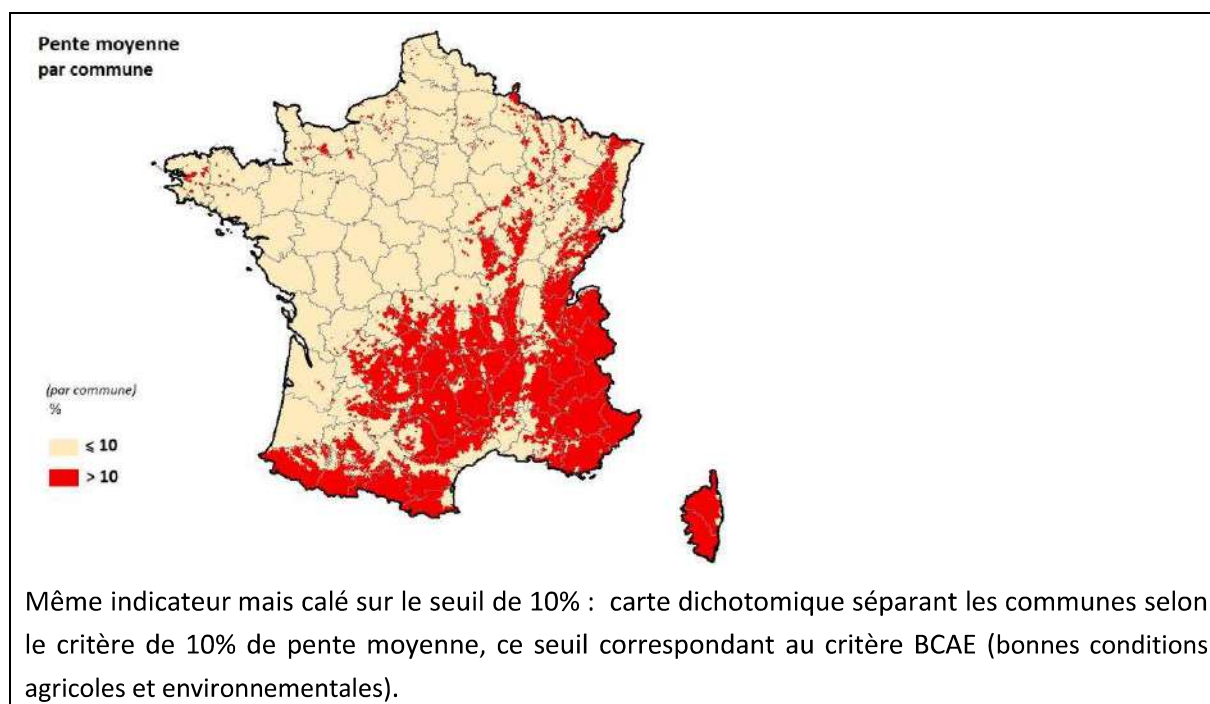 Pente moyenne
par commune
(par commune)
%
≤ 10
> 10
Même indicateur mais calé sur le seuil de 10% : carte dichotomique séparant les communes selon
le critère de 10% de pente moyenne, ce seuil correspondant au critère BCAE (bonnes conditions
agricoles et environnementales).